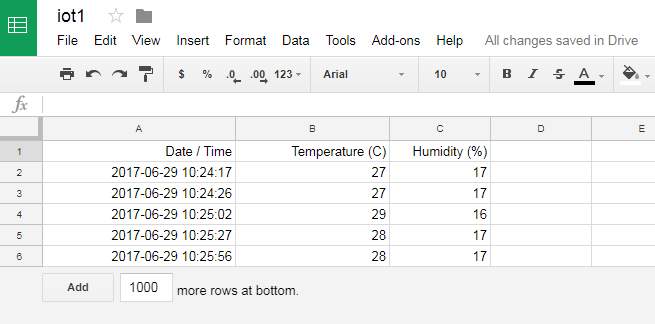 iot1
File Edit View Insert Format Data Tools Add-ons Help All changes saved in Drive
$ % .0 .00 123 Arial 10 B I S A
fx
A B C D E
1 Date / Time Temperature (C) Humidity (%)
2 2017-06-29 10:24:17 27 17
3 2017-06-29 10:24:26 27 17
4 2017-06-29 10:25:02 29 16
5 2017-06-29 10:25:27 28 17
6 2017-06-29 10:25:56 28 17
Add 1000 more rows at bottom.